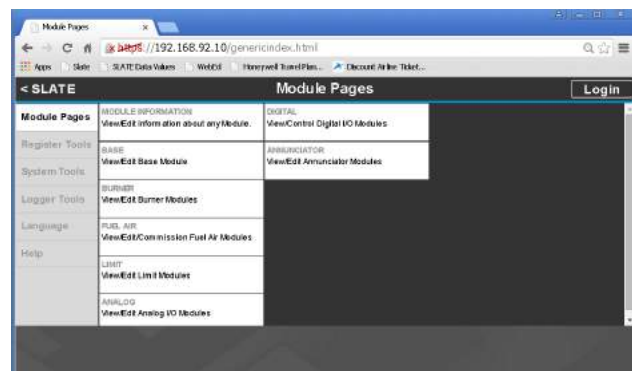 Module Pages
https://192.168.92.10/genericindex.html
Apps Slate SLATE Data Values WebEd Honeywell Travel Plan... Discount Airline Ticket...
< SLATE Module Pages Login
Module Pages
Register Tools
System Tools
Logger Tools
Language
Help
MODULE INFORMATION
View/Edit information about any Module.
BASE
View/Edit Base Module
BURNER
View/Edit Burner Modules
FUEL AIR
View/Edit/Commission Fuel Air Modules
LIMIT
View/Edit Limit Modules
ANALOG
View/Edit Analog I/O Modules
DIGITAL
View/Control Digital I/O Modules
ANNUNCIATOR
View/Edit Annunciator Modules